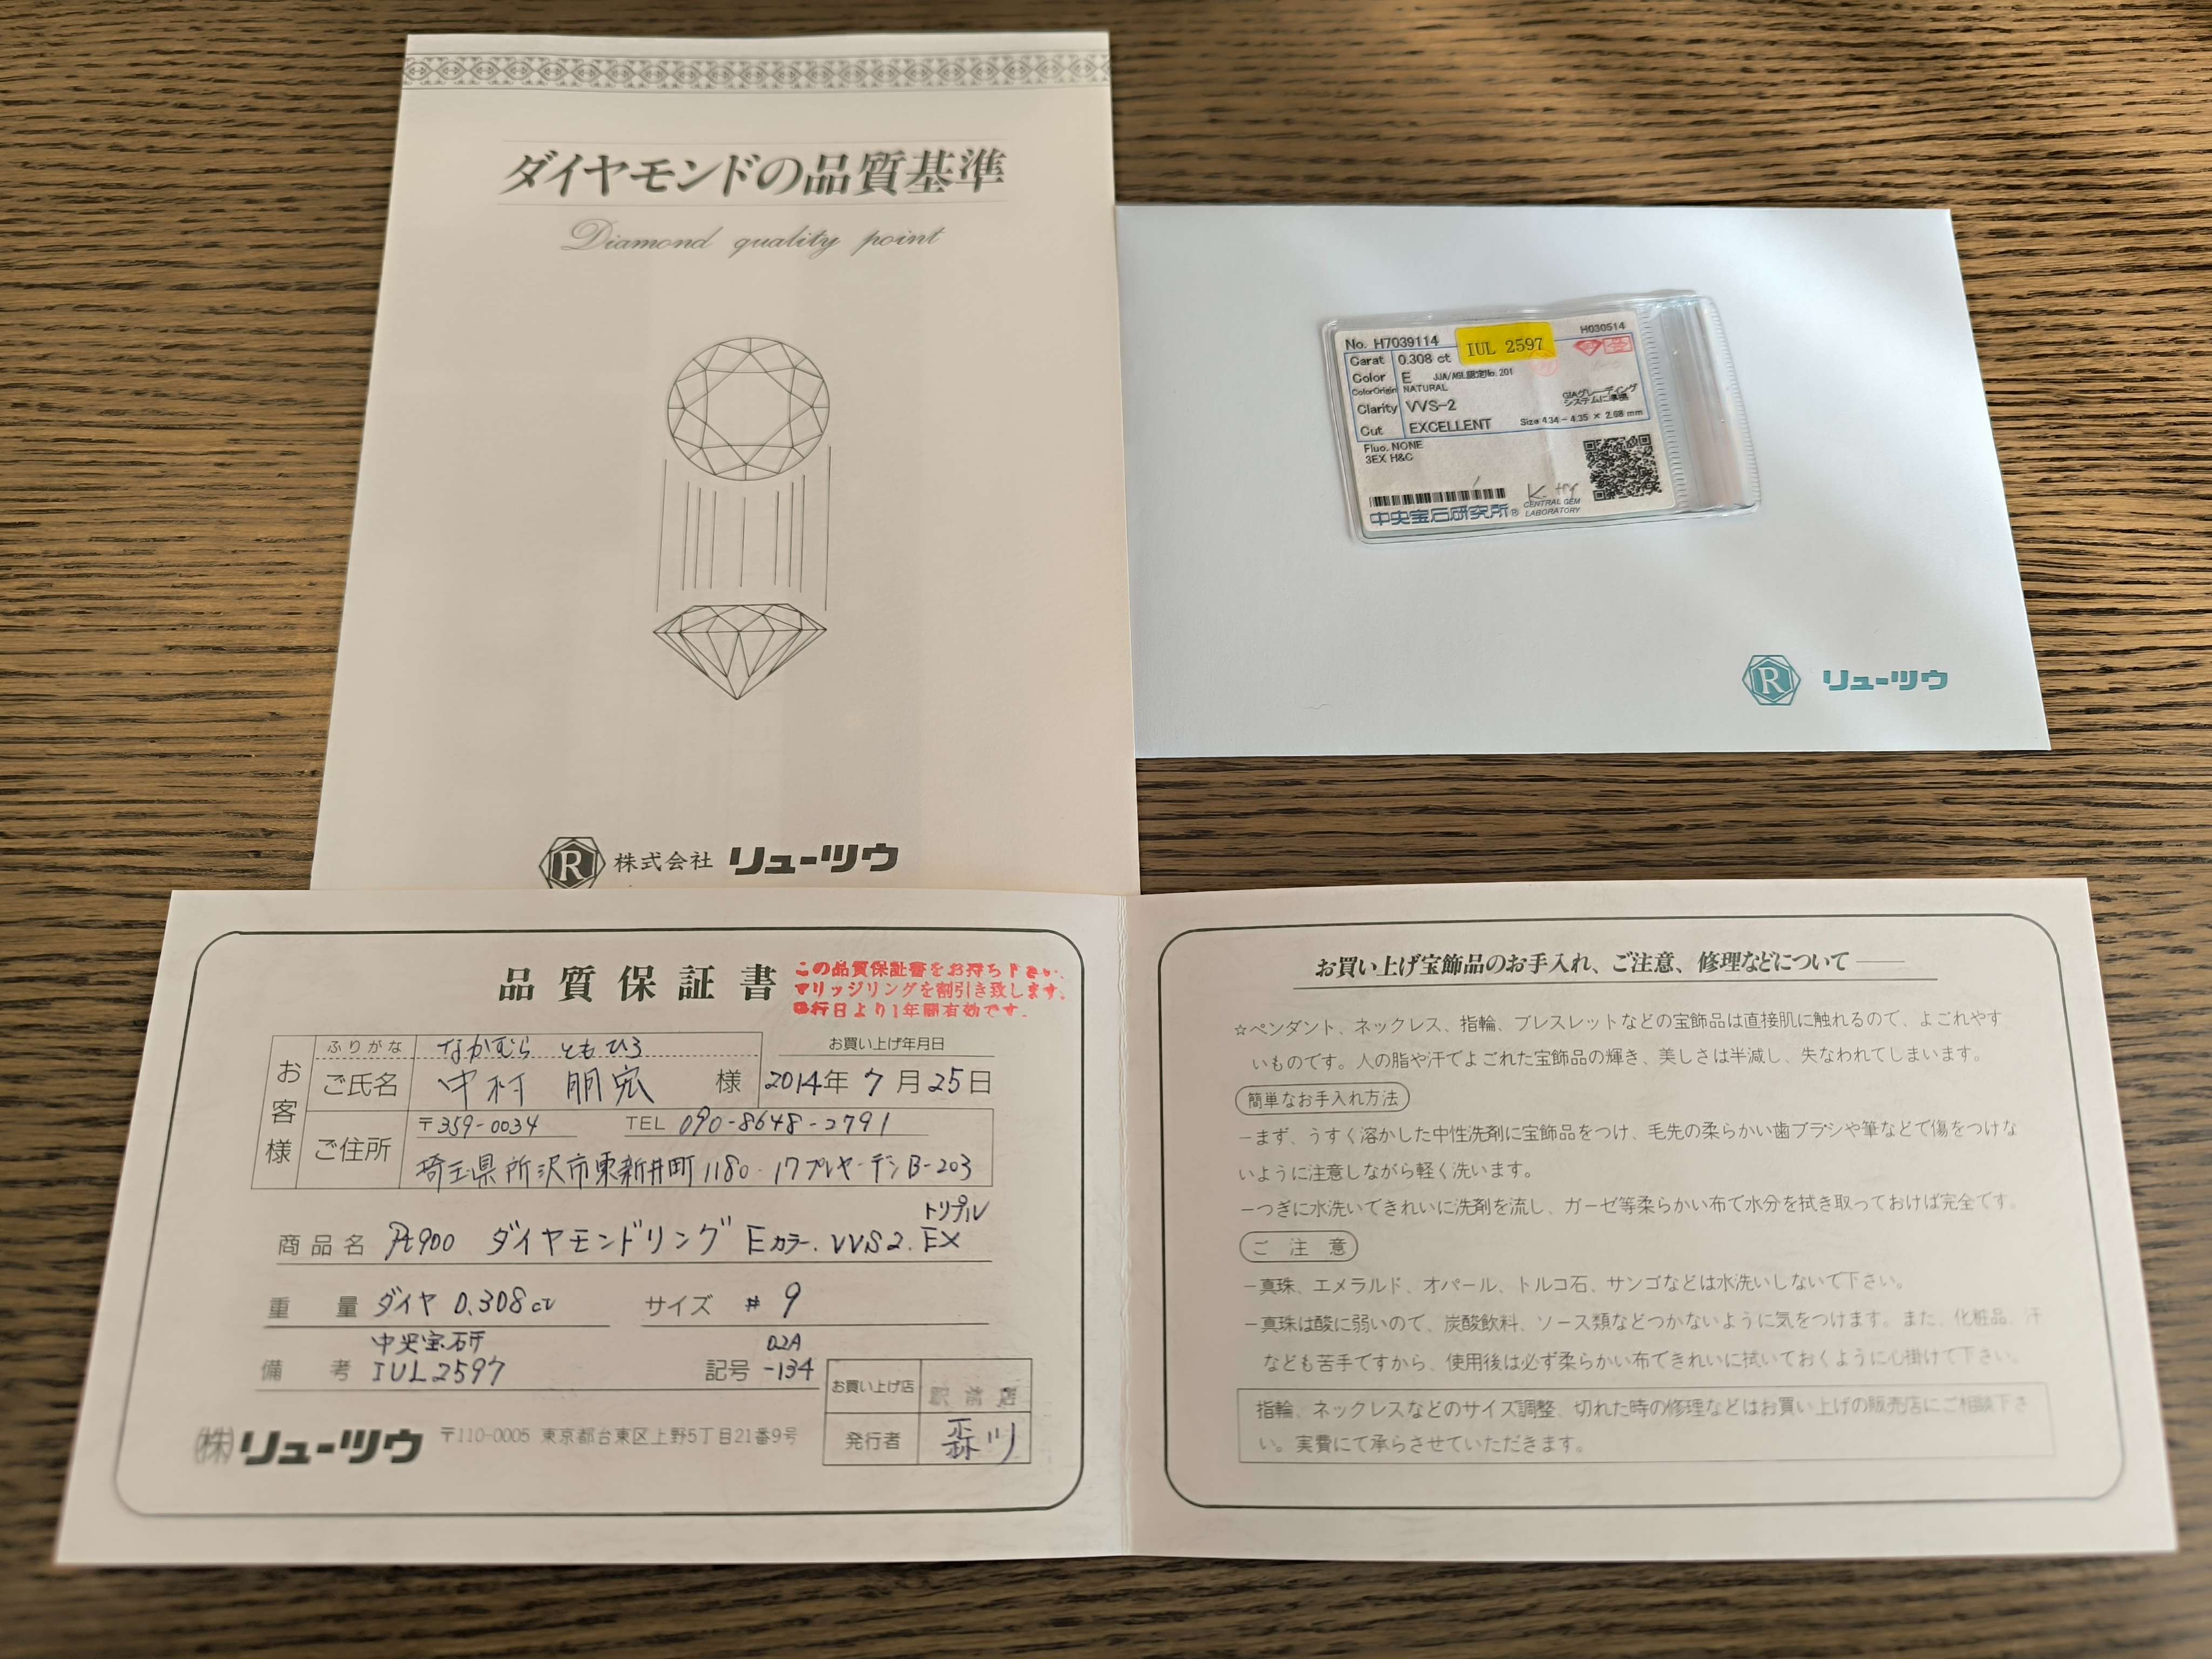 ダイヤモンドの品質基準
Diamond quality point
R 株式会社 リューツウ
No. H7039114
H030514
IUL 2597
Carat 0.308 ct
Color E JJA/AGL認定No.201
ColorOrigin NATURAL
GIAグレーディング
システムに準拠
Clarity VVS-2
Cut EXCELLENT Size 4.34 - 4.35 × 2.68 mm
Fluo. NONE
3EX H&C
中央宝石研究所® CENTRAL GEM
LABORATORY
R リューツウ
品質保証書
この品質保証書をお持ち下さい。
マリッジリングを割引き致します。
発行日より1年間有効です。
お客様
ふりがな なかむら ともひろ
お買い上げ年月日
ご氏名 中村 朋宏 様 2014年 7月 25日
〒359-0034 TEL 090-8648-2791
ご住所 埼玉県所沢市東新井町1180-17プレヤーデンB-203
トリプル
商品名 Pt900 ダイヤモンドリング Eカラー. VVS2. EX
重量 ダイヤ 0.308ct サイズ # 9
中央宝石研 02A
備考 IUL2597 記号 -134
お買い上げ店
発行者 森川
㈱リューツウ 〒110-0005 東京都台東区上野5丁目21番9号
お買い上げ宝飾品のお手入れ、ご注意、修理などについて
☆ペンダント、ネックレス、指輪、ブレスレットなどの宝飾品は直接肌に触れるので、よごれやす
いものです。人の脂や汗でよごれた宝飾品の輝き、美しさは半減し、失なわれてしまいます。
簡単なお手入れ方法
－まず、うすく溶かした中性洗剤に宝飾品をつけ、毛先の柔らかい歯ブラシや筆などで傷をつけな
いように注意しながら軽く洗います。
－つぎに水洗いできれいに洗剤を流し、ガーゼ等柔らかい布で水分を拭き取っておけば完全です。
ご注意
－真珠、エメラルド、オパール、トルコ石、サンゴなどは水洗いしないで下さい。
－真珠は酸に弱いので、炭酸飲料、ソース類などつかないように気をつけます。また、化粧品、汗
なども苦手ですから、使用後は必ず柔らかい布できれいに拭いておくように心掛けて下さい。
指輪、ネックレスなどのサイズ調整、切れた時の修理などはお買い上げの販売店にご相談下さ
い。実費にて承らさせていただきます。